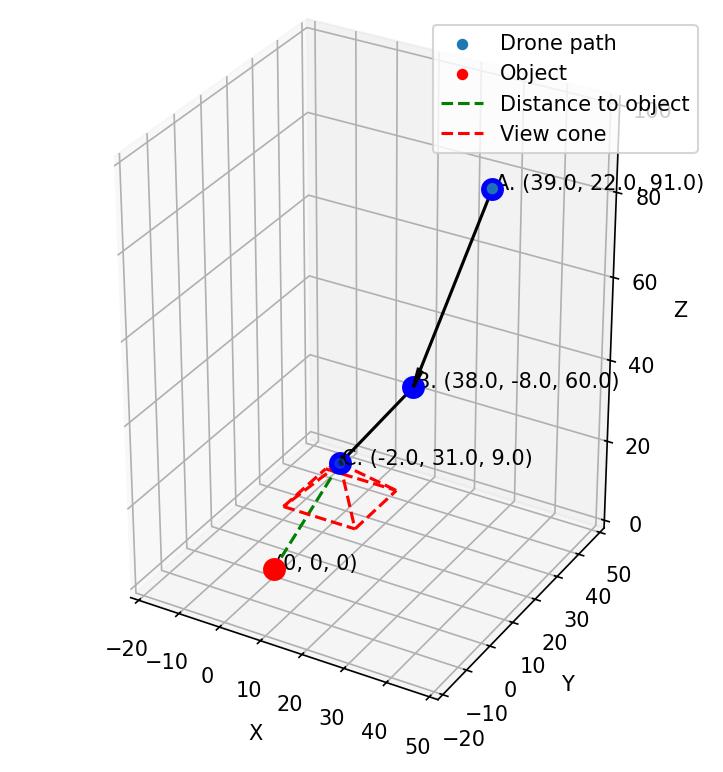 Drone path
Object
Distance to object
View cone
100
A. (39.0, 22.0, 91.0)
80
60
Z
B. (38.0, -8.0, 60.0)
40
C. (-2.0, 31.0, 9.0)
20
0
(0, 0, 0)
50
40
30
20
10
0
−10
−20
Y
−20
−10
0
10
20
30
40
50
X